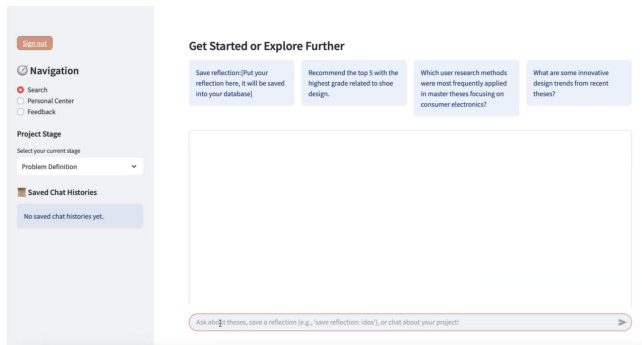 Sign out
Navigation
Search
Personal Center
Feedback
Project Stage
Select your current stage
Problem Definition
Saved Chat Histories
No saved chat histories yet.
Get Started or Explore Further
Save reflection:[Put your
reflection here, it will be saved
into your database]
Recommend the top 5 with the
highest grade related to shoe
design.
Which user research methods
were most frequently applied
in master theses focusing on
consumer electronics?
What are some innovative
design trends from recent
theses?
Ask about theses, save a reflection (e.g., 'save reflection: idea'), or chat about your project!